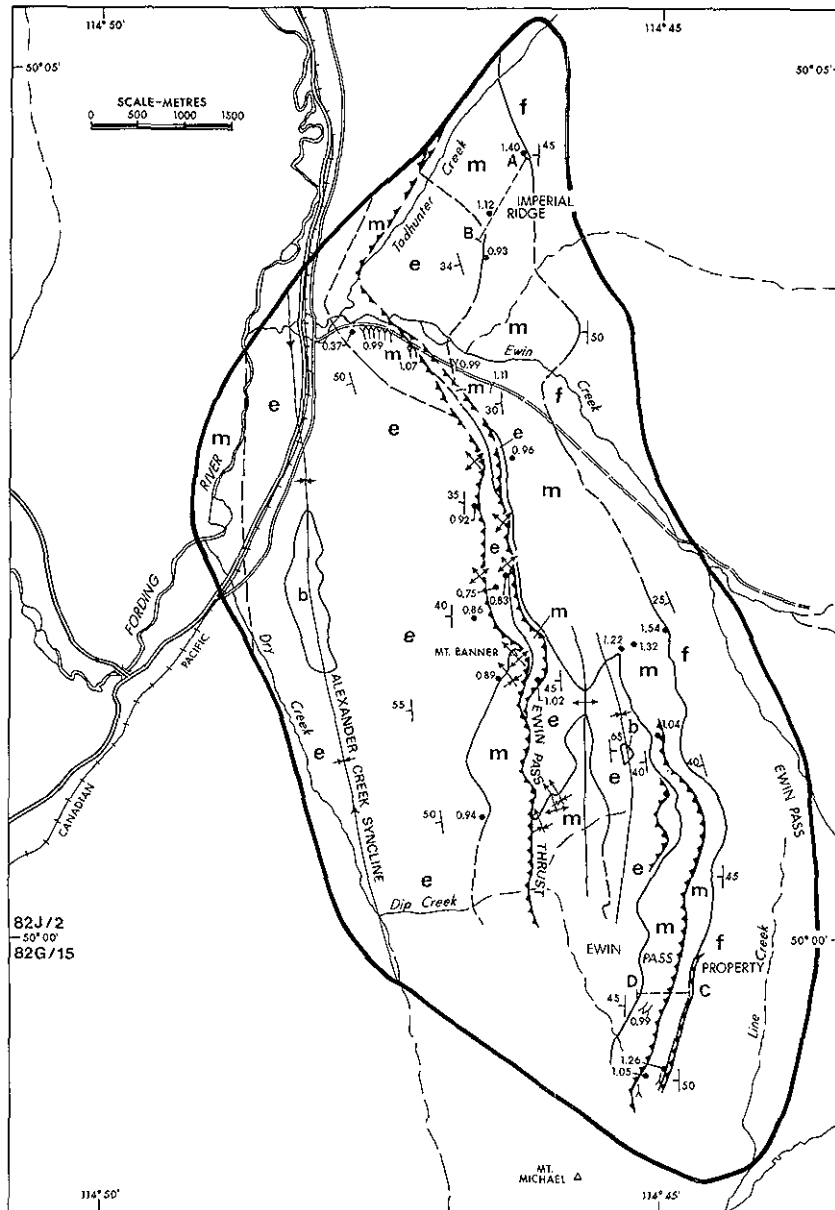 114° 50'
114° 45'
50° 05'
50° 05'
SCALE-METRES
0 500 1000 1500
f
1.40
A
45
m
Creek
Todhunter
m
1.12
IMPERIAL
RIDGE
B
0.93
e
34
m
50
Ewin
Creek
0.37
0.99
m
1.07
0.99
1.11
m
50
30
f
e
m
RIVER
e
e
0.96
m
35
0.92
e
FORDING
b
25
0.75
0.83
40
0.86
m
1.54
1.22
1.32
f
e
MT. BANNER
m
PACIFIC
Dry
Creek
0.89
45
1.02
55
e
b
1.04
65
EWIN PASS
THRUST
40
40
e
e
ALEXANDER CREEK SYNCLINE
m
EWIN PASS
CANADIAN
m
50
0.94
e
45
e
m
Dip Creek
m
f
82J/2
82G/15
50° 00'
EWIN
PASS
PROPERTY
Creek
D
C
45
0.99
Line
1.26
1.05
50
MT.
MICHAEL
114° 50'
114° 45'